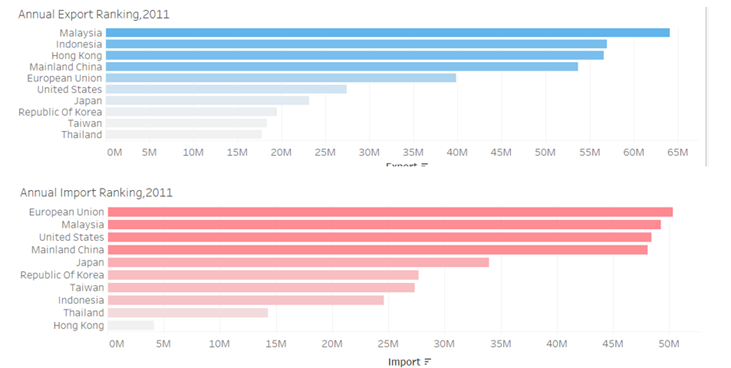 Annual Export Ranking,2011
Malaysia
Indonesia
Hong Kong
Mainland China
European Union
United States
Japan
Republic Of Korea
Taiwan
Thailand
0M 5M 10M 15M 20M 25M 30M 35M 40M 45M 50M 55M 60M 65M
Export
Annual Import Ranking,2011
European Union
Malaysia
United States
Mainland China
Japan
Republic Of Korea
Taiwan
Indonesia
Thailand
Hong Kong
0M 5M 10M 15M 20M 25M 30M 35M 40M 45M 50M
Import